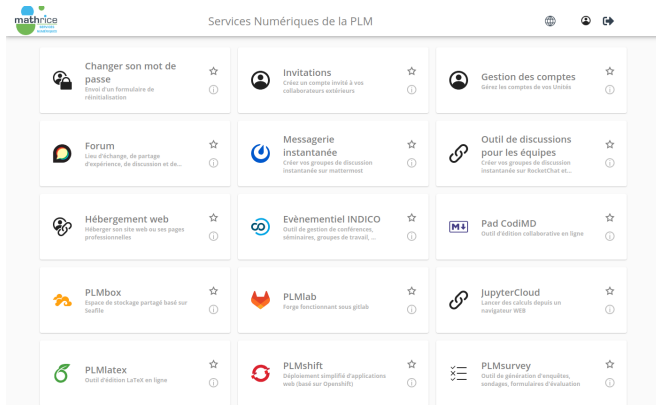 mathrice
SERVICES
NUMÉRIQUES
Services Numériques de la PLM
Changer son mot de
passe
Envoi d'un formulaire de
réinitialisation
Invitations
Créez un compte invité à vos
collaborateurs extérieurs
Gestion des comptes
Gérez les comptes de vos Unités
Forum
Lieu d'échange, de partage
d'expérience, de discussion et de...
Messagerie
instantanée
Créer vos groupes de discussion
instantanée sur mattermost
Outil de discussions
pour les équipes
Créer vos groupes de discussion
instantanée sur RocketChat et...
Hébergement web
Héberger son site web ou ses pages
professionnelles
Evènementiel INDICO
Outil de gestion de conférences,
séminaires, groupes de travail, ...
M
Pad CodiMD
Outil d'édition collaborative en ligne
PLMbox
Espace de stockage partagé basé sur
Seafile
PLMlab
Forge fonctionnant sous gitlab
JupyterCloud
Lancer des calculs depuis un
navigateur WEB
PLMlatex
Outil d'édition LaTeX en ligne
PLMshift
Déploiement simplifié d'applications
web (basé sur Openshift)
PLMsurvey
Outil de génération d'enquêtes,
sondages, formulaires d'évaluation